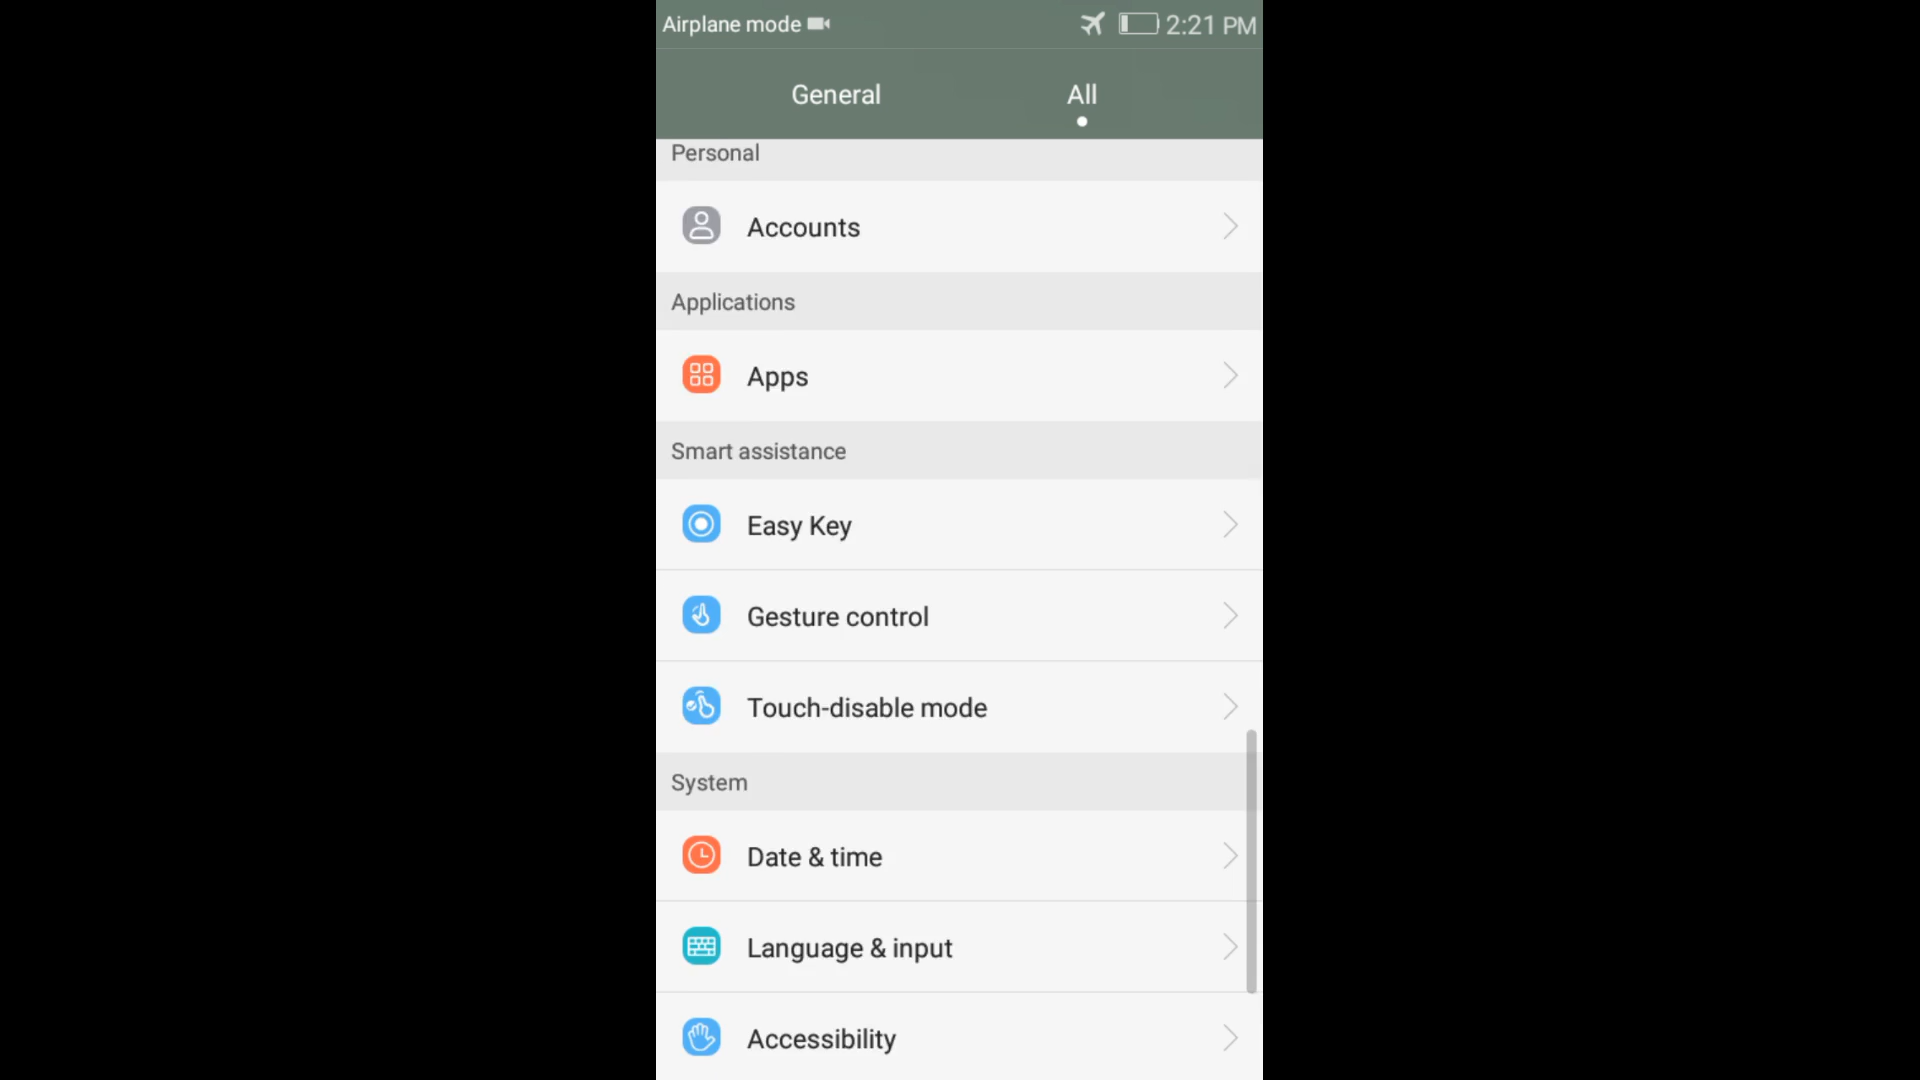 Airplane mode 2:21 PM
General All
Personal
Accounts
Applications
Apps
Smart assistance
Easy Key
Gesture control
Touch-disable mode
System
Date & time
Language & input
Accessibility